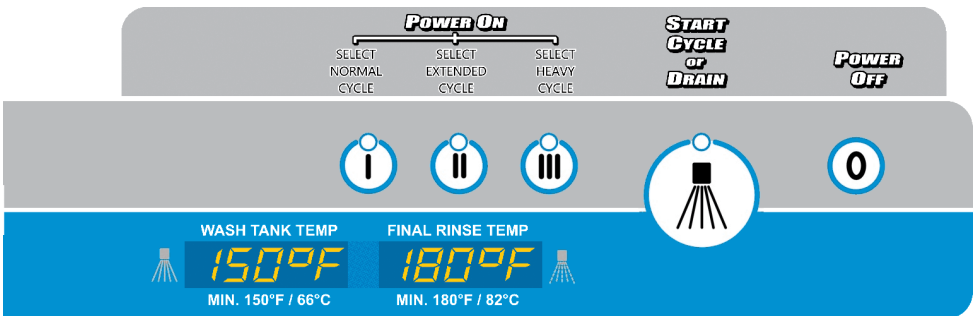 POWER ON
SELECT NORMAL CYCLE
SELECT EXTENDED CYCLE
SELECT HEAVY CYCLE
START
CYCLE
or
DRAIN
POWER
OFF
I
II
III
0
WASH TANK TEMP
FINAL RINSE TEMP
150°F
180°F
MIN. 150°F / 66°C
MIN. 180°F / 82°C